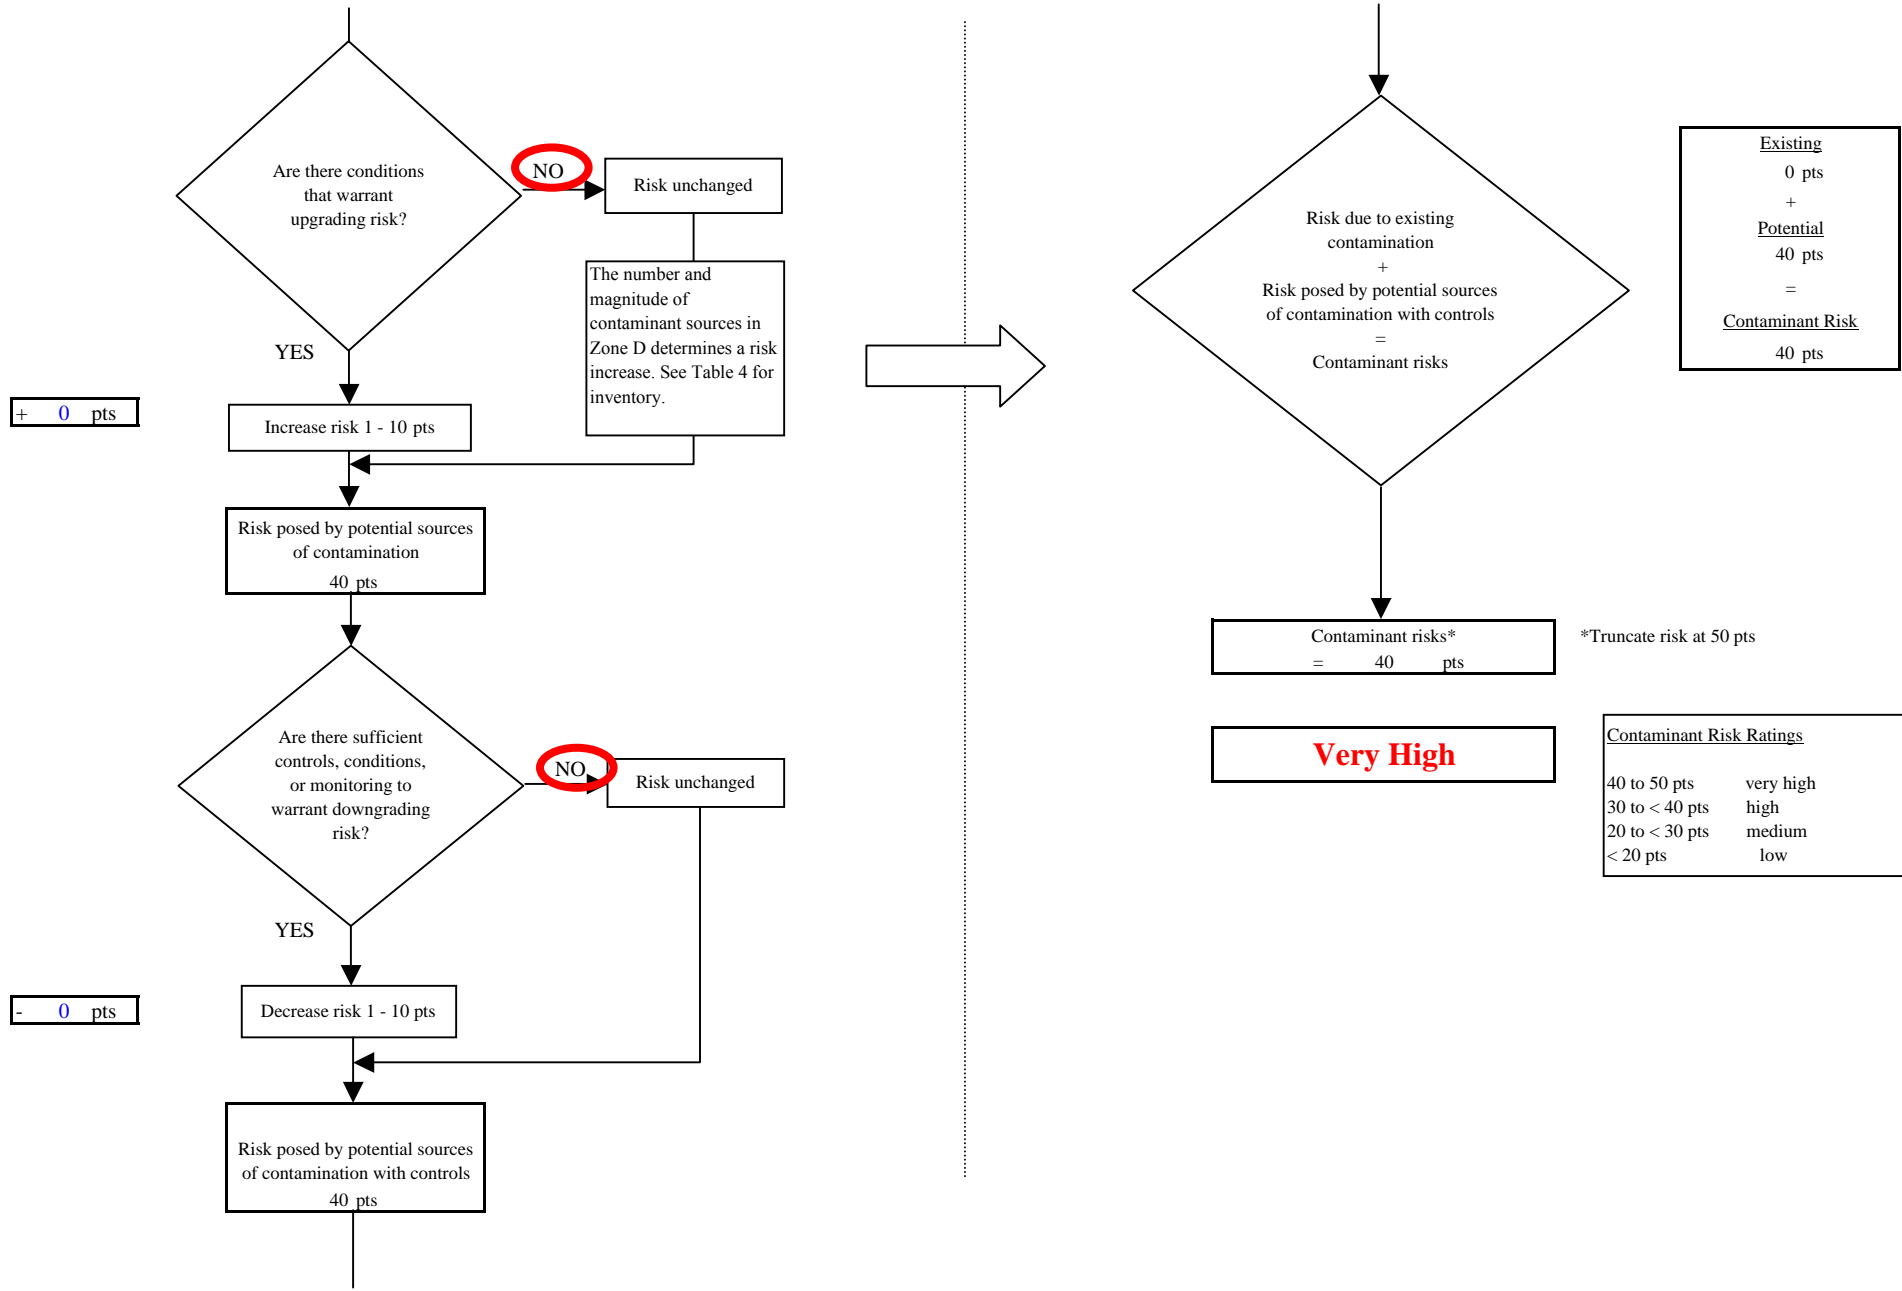 Are there conditions
that warrant
upgrading risk?
NO
Risk unchanged
The number and
magnitude of
contaminant sources in
Zone D determines a risk
increase. See Table 4 for
inventory.
YES
+ 0 pts
Increase risk 1 - 10 pts
Risk posed by potential sources
of contamination
40 pts
Are there sufficient
controls, conditions,
or monitoring to
warrant downgrading
risk?
NO
Risk unchanged
YES
- 0 pts
Decrease risk 1 - 10 pts
Risk posed by potential sources
of contamination with controls
40 pts
Risk due to existing
contamination
+
Risk posed by potential sources
of contamination with controls
=
Contaminant risks
Existing
0 pts
+
Potential
40 pts
=
Contaminant Risk
40 pts
Contaminant risks*
= 40 pts
*Truncate risk at 50 pts
Very High
Contaminant Risk Ratings
40 to 50 pts very high
30 to < 40 pts high
20 to < 30 pts medium
< 20 pts low